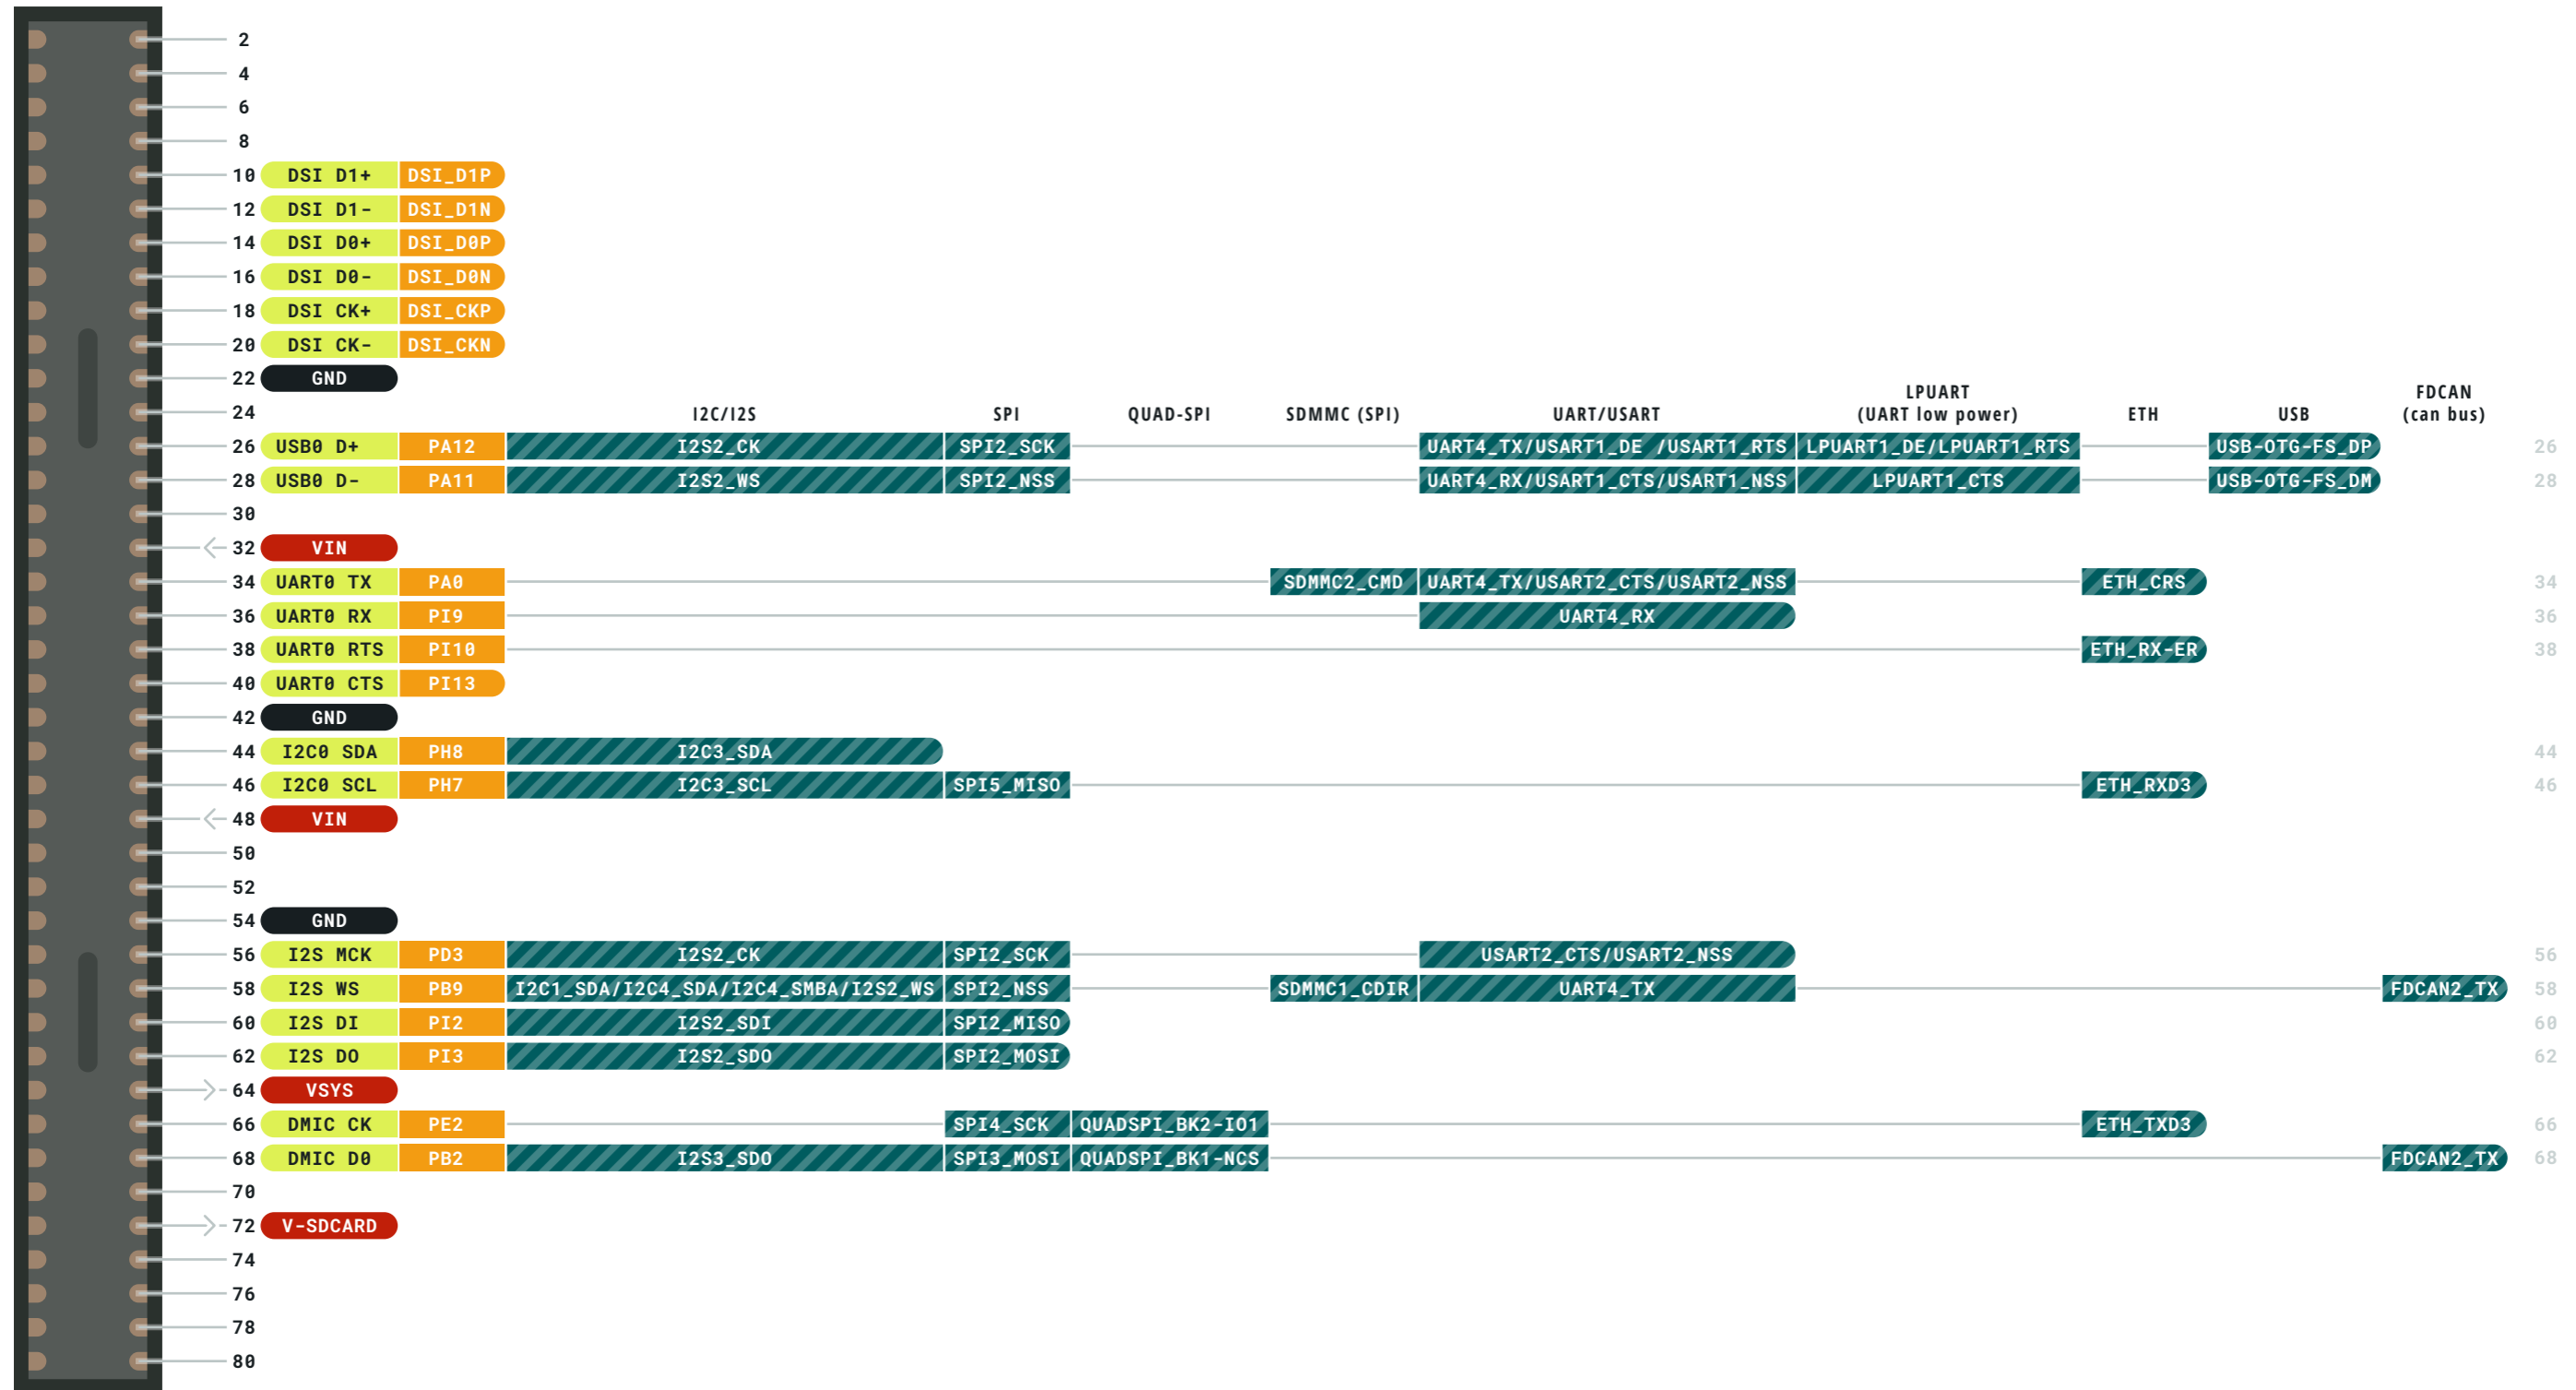 2
4
6
8
10 DSI D1+ DSI_D1P
12 DSI D1- DSI_D1N
14 DSI D0+ DSI_D0P
16 DSI D0- DSI_D0N
18 DSI CK+ DSI_CKP
20 DSI CK- DSI_CKN
22 GND
LPUART FDCAN
24 I2C/I2S SPI QUAD-SPI SDMMC (SPI) UART/USART (UART low power) ETH USB (can bus)
26 USB0 D+ PA12 I2S2_CK SPI2_SCK UART4_TX/USART1_DE /USART1_RTS LPUART1_DE/LPUART1_RTS USB-OTG-FS_DP 26
28 USB0 D- PA11 I2S2_WS SPI2_NSS UART4_RX/USART1_CTS/USART1_NSS LPUART1_CTS USB-OTG-FS_DM 28
30
32 VIN
34 UART0 TX PA0 SDMMC2_CMD UART4_TX/USART2_CTS/USART2_NSS ETH_CRS 34
36 UART0 RX PI9 UART4_RX 36
38 UART0 RTS PI10 ETH_RX-ER 38
40 UART0 CTS PI13
42 GND
44 I2C0 SDA PH8 I2C3_SDA 44
46 I2C0 SCL PH7 I2C3_SCL SPI5_MISO ETH_RXD3 46
48 VIN
50
52
54 GND
56 I2S MCK PD3 I2S2_CK SPI2_SCK USART2_CTS/USART2_NSS 56
58 I2S WS PB9 I2C1_SDA/I2C4_SDA/I2C4_SMBA/I2S2_WS SPI2_NSS SDMMC1_CDIR UART4_TX FDCAN2_TX 58
60 I2S DI PI2 I2S2_SDI SPI2_MISO 60
62 I2S DO PI3 I2S2_SDO SPI2_MOSI 62
64 VSYS
66 DMIC CK PE2 SPI4_SCK QUADSPI_BK2-IO1 ETH_TXD3 66
68 DMIC D0 PB2 I2S3_SDO SPI3_MOSI QUADSPI_BK1-NCS FDCAN2_TX 68
70
72 V-SDCARD
74
76
78
80